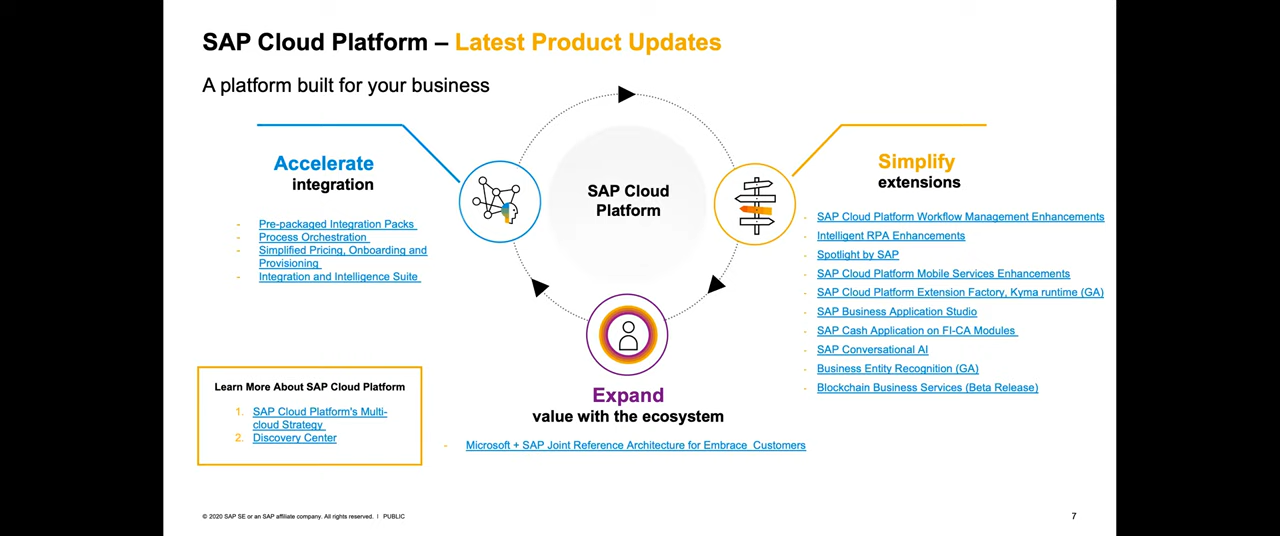 SAP Cloud Platform – Latest Product Updates
A platform built for your business
Accelerate
integration
- Pre-packaged Integration Packs
- Process Orchestration
- Simplified Pricing, Onboarding and
Provisioning
- Integration and Intelligence Suite
SAP Cloud
Platform
Simplify
extensions
- SAP Cloud Platform Workflow Management Enhancements
- Intelligent RPA Enhancements
- Spotlight by SAP
- SAP Cloud Platform Mobile Services Enhancements
- SAP Cloud Platform Extension Factory, Kyma runtime (GA)
- SAP Business Application Studio
- SAP Cash Application on FI-CA Modules
- SAP Conversational AI
- Business Entity Recognition (GA)
- Blockchain Business Services (Beta Release)
Expand
value with the ecosystem
- Microsoft + SAP Joint Reference Architecture for Embrace Customers
Learn More About SAP Cloud Platform
1. SAP Cloud Platform's Multi-
cloud Strategy
2. Discovery Center
© 2020 SAP SE or an SAP affiliate company. All rights reserved. I PUBLIC
7